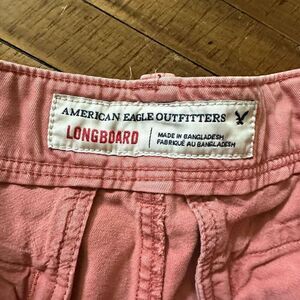 AMERICAN EAGLE OUTFITTERS
LONGBOARD
MADE IN BANGLADESH
FABRIQUÉ AU BANGLADESH